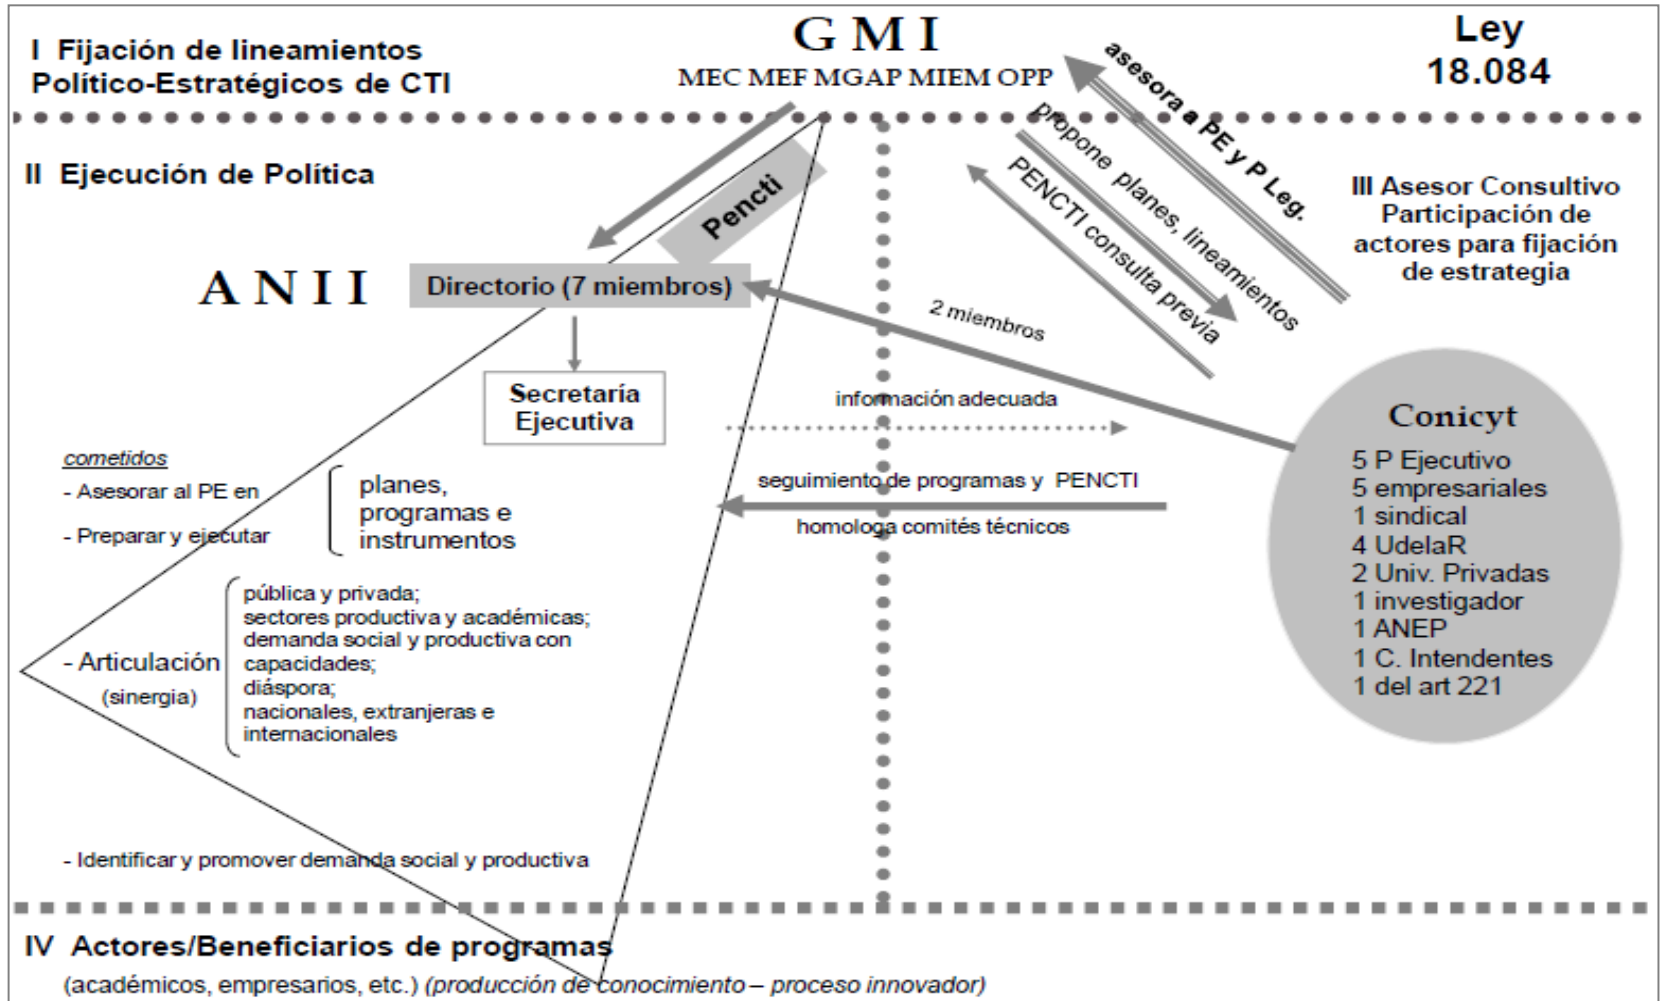 I Fijación de lineamientos
Político-Estratégicos de CTI
G M I
MEC MEF MGAP MIEM OPP
Ley
18.084
asesora a PE y P Leg.
propone planes, lineamientos
PENCTI consulta previa
II Ejecución de Política
Pencti
III Asesor Consultivo
Participación de
actores para fijación
de estrategia
A N I I
Directorio (7 miembros)
2 miembros
Secretaría
Ejecutiva
información adecuada
cometidos
- Asesorar al PE en
- Preparar y ejecutar
planes,
programas e
instrumentos
seguimiento de programas y PENCTI
homologa comités técnicos
Conicyt
5 P Ejecutivo
5 empresariales
1 sindical
4 UdelaR
2 Univ. Privadas
1 investigador
1 ANEP
1 C. Intendentes
1 del art 221
- Articulación
(sinergia)
pública y privada;
sectores productiva y académicas;
demanda social y productiva con
capacidades;
diáspora;
nacionales, extranjeras e
internacionales
- Identificar y promover demanda social y productiva
IV Actores/Beneficiarios de programas
(académicos, empresarios, etc.) (producción de conocimiento – proceso innovador)